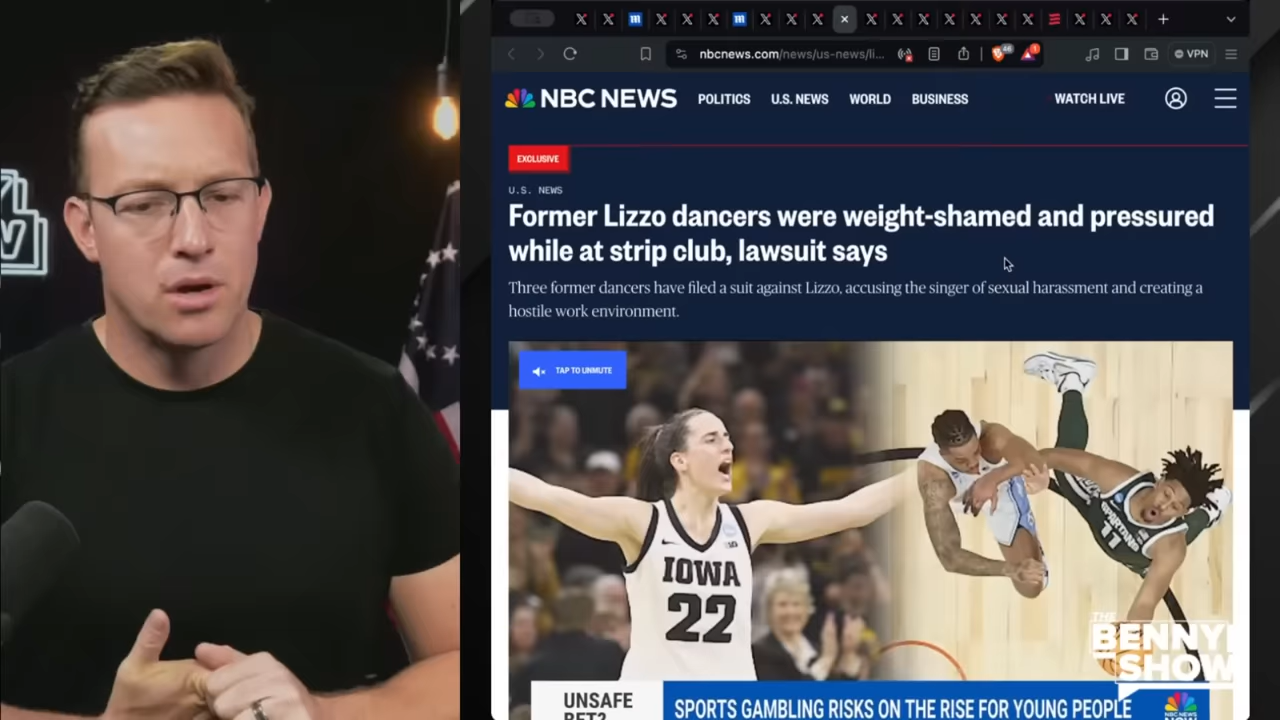 nbcnews.com/news/us-news/li...
VPN
NBC NEWS
POLITICS
U.S. NEWS
WORLD
BUSINESS
WATCH LIVE
EXCLUSIVE
U.S. NEWS
Former Lizzo dancers were weight-shamed and pressured
while at strip club, lawsuit says
Three former dancers have filed a suit against Lizzo, accusing the singer of sexual harassment and creating a
hostile work environment.
TAP TO UNMUTE
IOWA
22
SPARTANS
11
THE
BENNY
SHOW
UNSAFE
BET?
SPORTS GAMBLING RISKS ON THE RISE FOR YOUNG PEOPLE
NBC NEWS